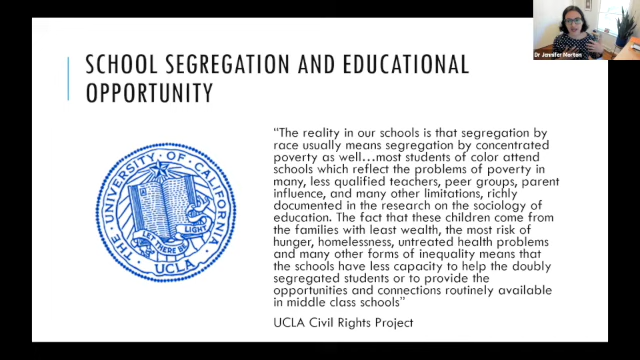 Dr Jennifer Morton
SCHOOL SEGREGATION AND EDUCATIONAL
OPPORTUNITY
THE UNIVERSITY OF CALIFORNIA
LET THERE BE LIGHT
UCLA
"The reality in our schools is that segregation by
race usually means segregation by concentrated
poverty as well...most students of color attend
schools which reflect the problems of poverty in
many, less qualified teachers, peer groups, parent
influence, and many other limitations, richly
documented in the research on the sociology of
education. The fact that these children come from
the families with least wealth, the most risk of
hunger, homelessness, untreated health problems
and many other forms of inequality means that
the schools have less capacity to help the doubly
segregated students or to provide the
opportunities and connections routinely available
in middle class schools"
UCLA Civil Rights Project